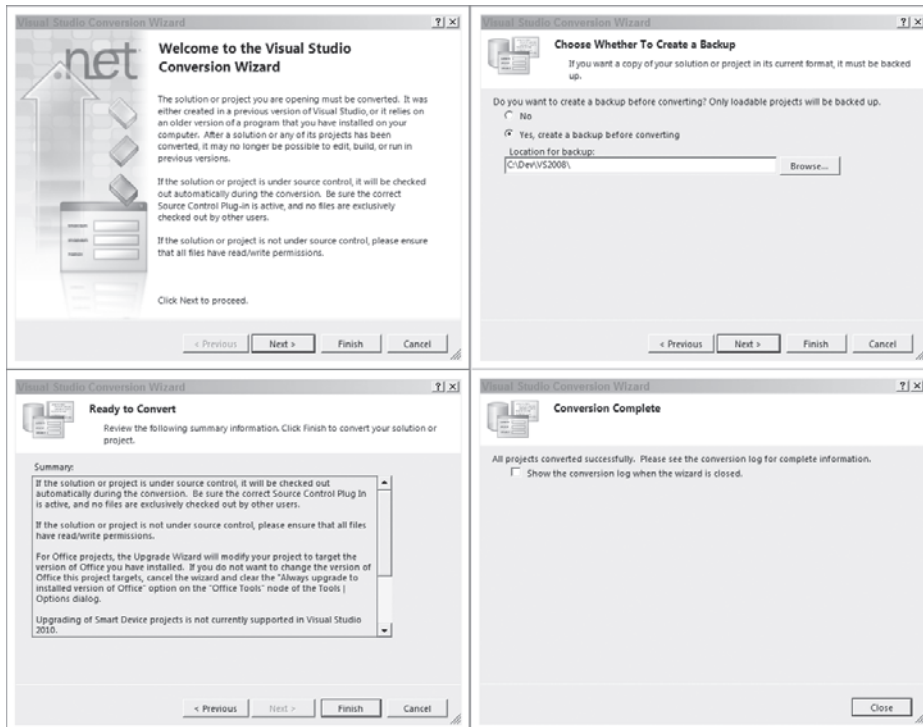 Visual Studio Conversion Wizard
.net
Welcome to the Visual Studio
Conversion Wizard
The solution or project you are opening must be converted. It was
either created in a previous version of Visual Studio, or it relies on
an older version of a program that you have installed on your
computer. After a solution or any of its projects has been
converted, it may no longer be possible to edit, build, or run in
previous versions.
If the solution or project is under source control, it will be checked
out automatically during the conversion. Be sure the correct
Source Control Plug-in is active, and no files are exclusively
checked out by other users.
If the solution or project is not under source control, please ensure
that all files have read/write permissions.
Click Next to proceed.
< Previous
Next >
Finish
Cancel
Visual Studio Conversion Wizard
Choose Whether To Create a Backup
If you want a copy of your solution or project in its current format, it must be backed
up.
Do you want to create a backup before converting? Only loadable projects will be backed up.
No
Yes, create a backup before converting
Location for backup:
C:\Dev\VS2008\
Browse...
< Previous
Next >
Finish
Cancel
Visual Studio Conversion Wizard
Ready to Convert
Review the following summary information. Click Finish to convert your solution or
project.
Summary:
If the solution or project is under source control, it will be checked out
automatically during the conversion. Be sure the correct Source Control Plug In
is active, and no files are exclusively checked out by other users.
If the solution or project is not under source control, please ensure that all files
have read/write permissions.
For Office projects, the Upgrade Wizard will modify your project to target the
version of Office you have installed. If you do not want to change the version of
Office this project targets, cancel the wizard and clear the "Always upgrade to
installed version of Office" option on the "Office Tools" node of the Tools |
Options dialog.
Upgrading of Smart Device projects is not currently supported in Visual Studio
2010.
< Previous
Next >
Finish
Cancel
Visual Studio Conversion Wizard
Conversion Complete
All projects converted successfully. Please see the conversion log for complete information.
Show the conversion log when the wizard is closed.
Close